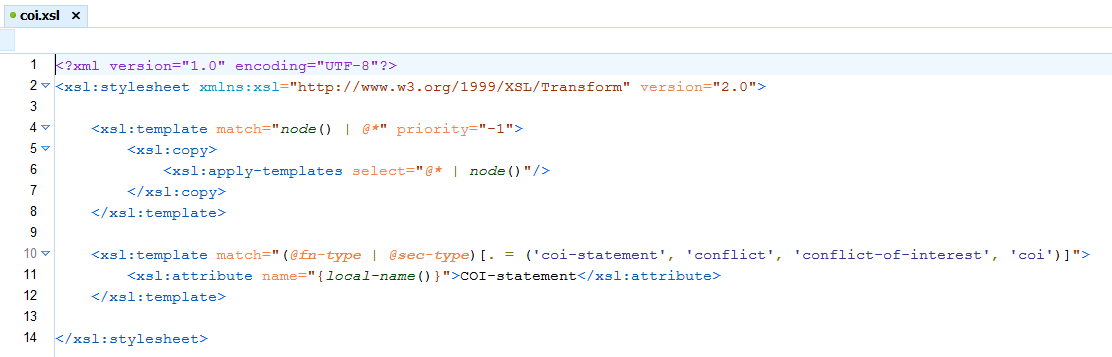 coi.xsl ×
1 <?xml version="1.0" encoding="UTF-8"?>
2 <xsl:stylesheet xmlns:xsl="http://www.w3.org/1999/XSL/Transform" version="2.0">
3
4 <xsl:template match="node() | @*" priority="-1">
5 <xsl:copy>
6 <xsl:apply-templates select="@* | node()"/>
7 </xsl:copy>
8 </xsl:template>
9
10 <xsl:template match="(@fn-type | @sec-type)[. = ('coi-statement', 'conflict', 'conflict-of-interest', 'coi')]">
11 <xsl:attribute name="{local-name()}">COI-statement</xsl:attribute>
12 </xsl:template>
13
14 </xsl:stylesheet>